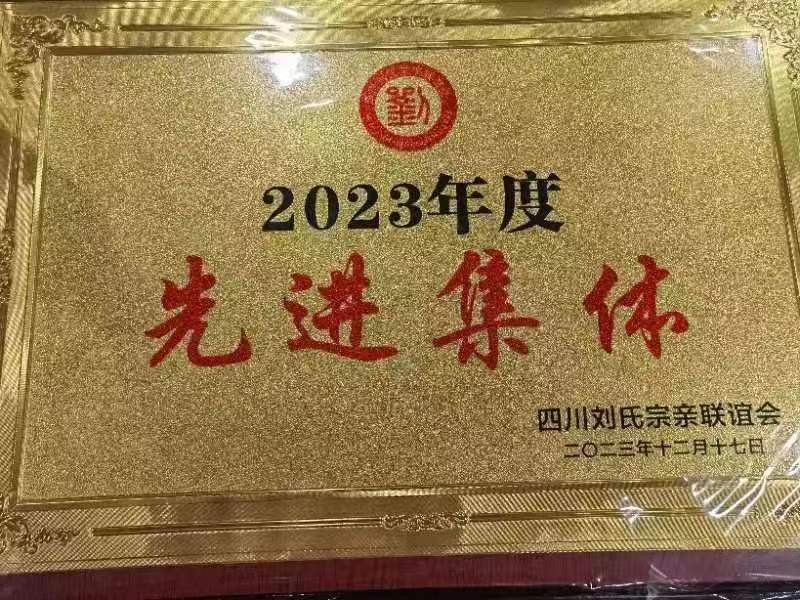 劉
2023年度
先进集体
四川刘氏宗亲联谊会
二〇二三年十二月十七日